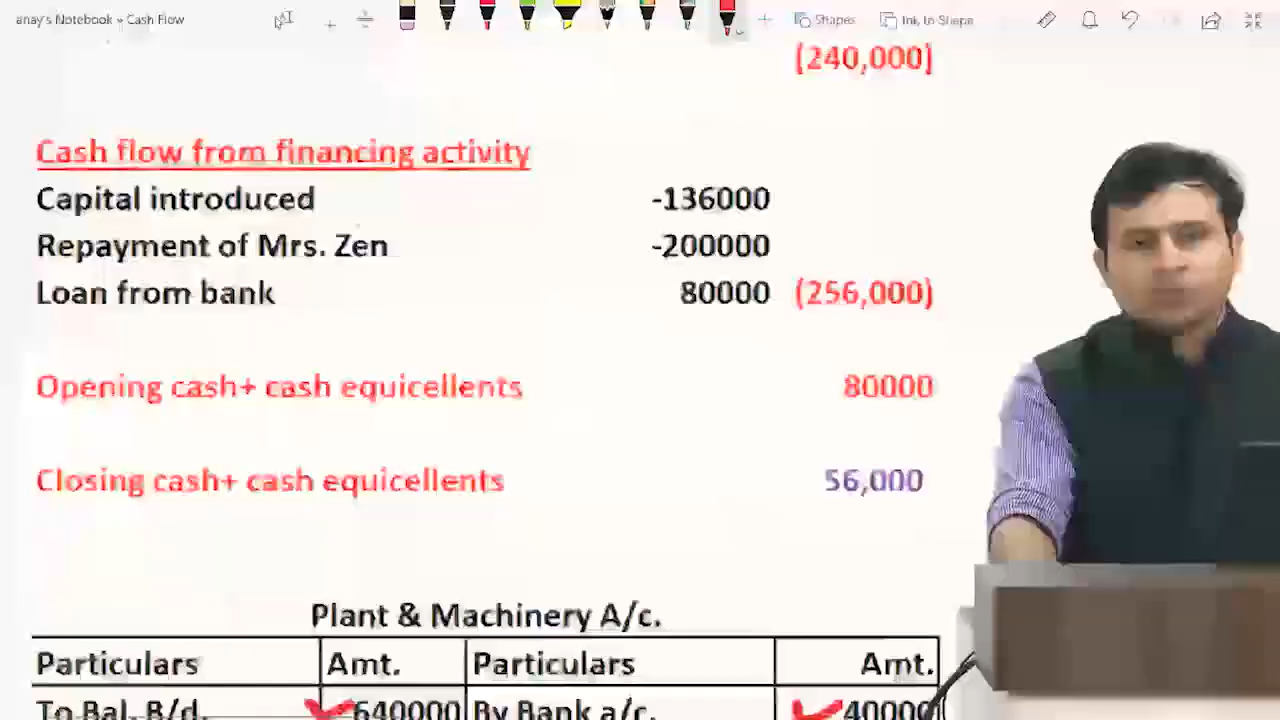 anay's Notebook » Cash Flow
Shapes
Ink to Shape
(240,000)
Cash flow from financing activity
Capital introduced -136000
Repayment of Mrs. Zen -200000
Loan from bank 80000 (256,000)
Opening cash+ cash equicellents 80000
Closing cash+ cash equicellents 56,000
Plant & Machinery A/c.
Particulars Amt. Particulars Amt.
To Bal. B/d. 640000 By Bank a/c. 40000